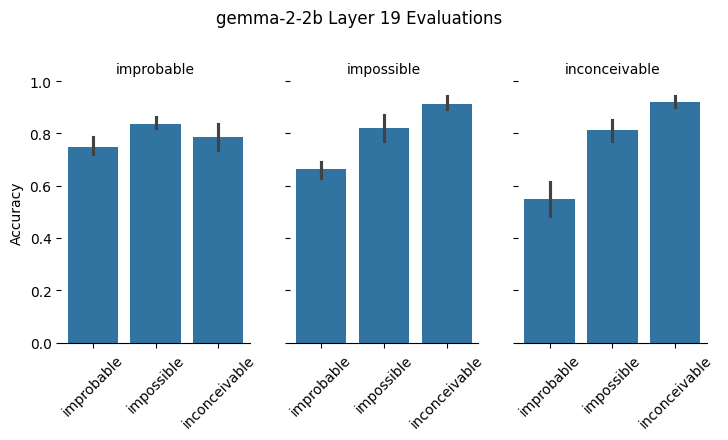 gemma-2-2b Layer 19 Evaluations
improbable
impossible
inconceivable
Accuracy
1.0
0.8
0.6
0.4
0.2
0.0
improbable
impossible
inconceivable
improbable
impossible
inconceivable
improbable
impossible
inconceivable